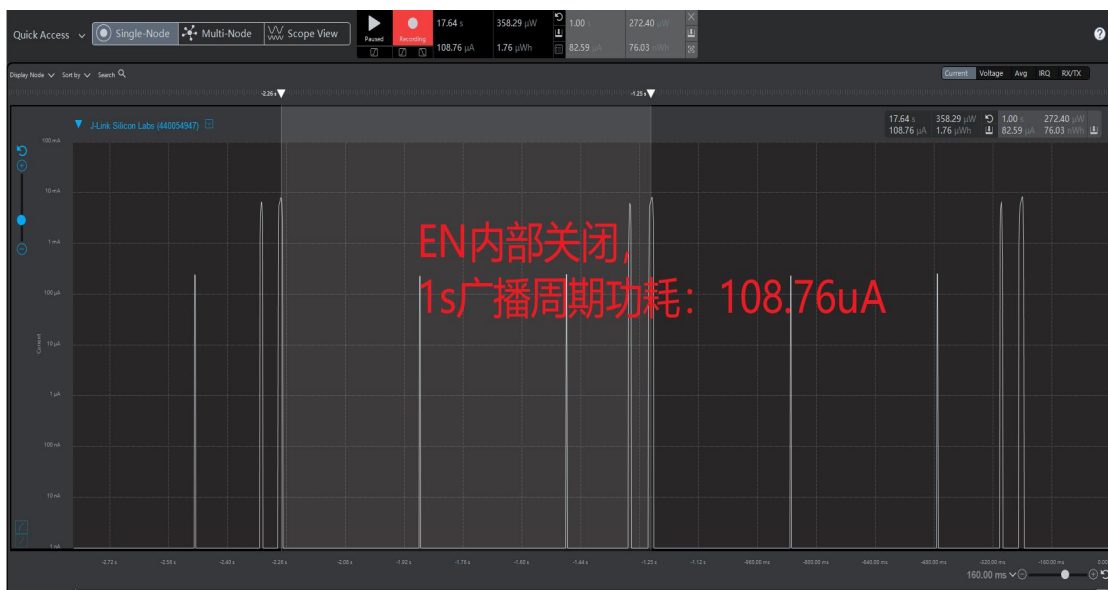 17.64 s 358.29 µW 1.00 s 272.40 µW
Quick Access Single-Node Multi-Node Scope View
Paused Recording 108.76 µA 1.76 µWh 82.59 µA 76.03 nWh
Display Node Sort by Search Current Voltage Avg IRQ RX/TX
-2.26 s -1.25 s
J-Link Silicon Labs (440054947)
17.64 s 358.29 µW 1.00 s 272.40 µW
108.76 µA 1.76 µWh 82.59 µA 76.03 nWh
100 mA
10 mA
1 mA
EN内部关闭,
1s广播周期功耗：108.76uA
100 µA
Current
10 µA
1 µA
100 nA
10 nA
1 nA
160.00 ms